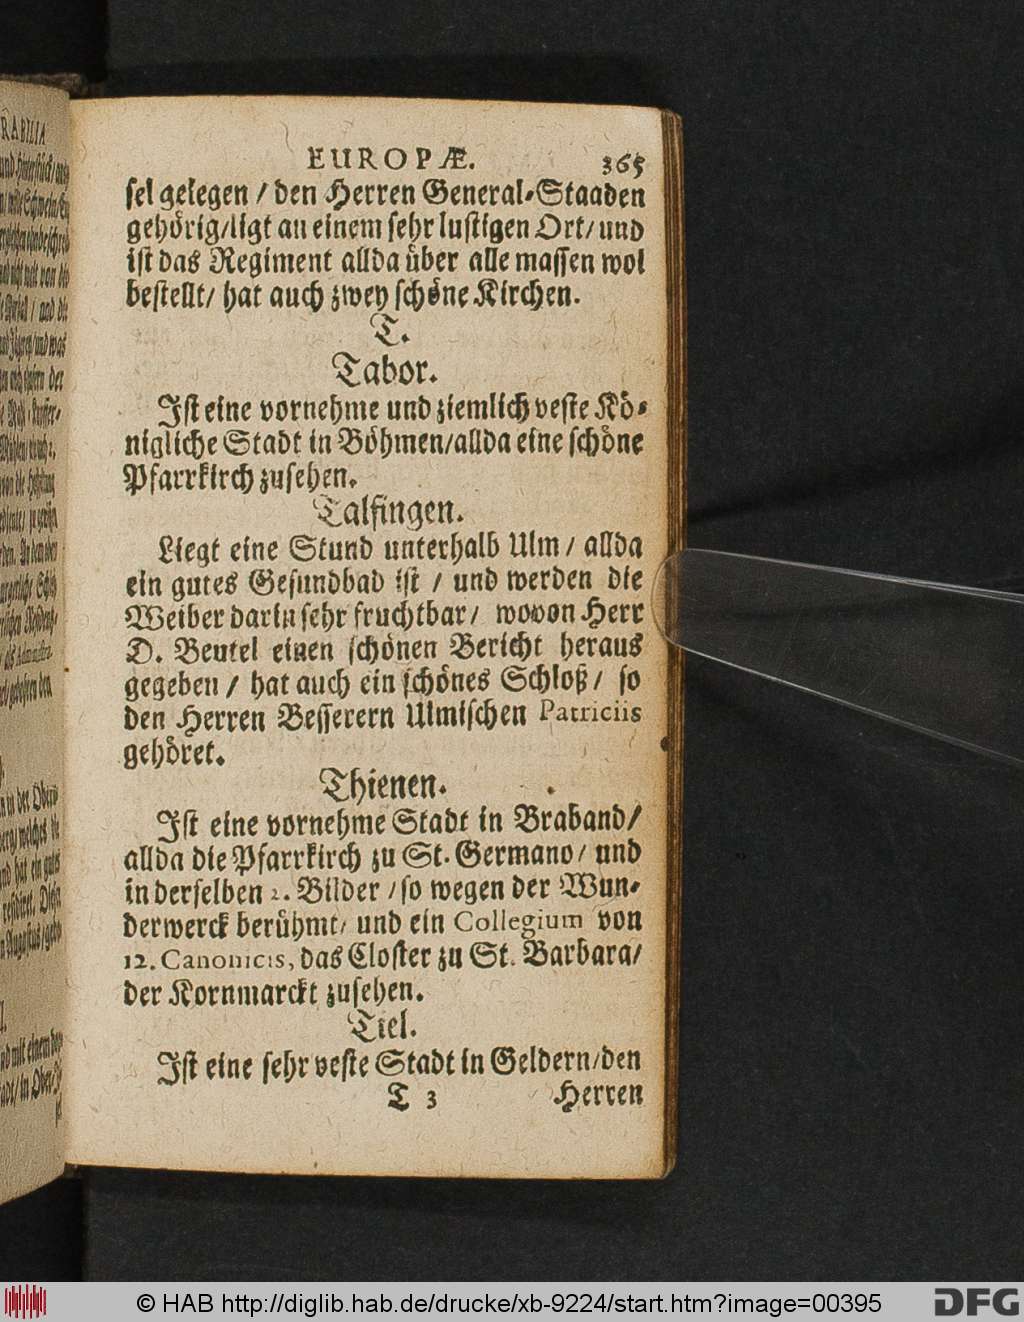 EUROPÆ. 365
sel gelegen / den Herren General-Staaden
gehörig/ligt an einem sehr lustigen Ort/ und
ist das Regiment allda über alle massen wol
bestellt/ hat auch zwey schöne Kirchen.
T.
Tabor.
Ist eine vornehme und ziemlich veste Kö-
nigliche Stadt in Böhmen/allda eine schöne
Pfarrkirch zusehen.
Talfingen.
Liegt eine Stund unterhalb Ulm / allda
ein gutes Gesundbad ist / und werden die
Weiber darin sehr fruchtbar / wovon Herr
D. Beutel einen schönen Bericht heraus
gegeben / hat auch ein schönes Schloß / so
den Herren Besserern Ulmischen Patriciis
gehöret.
Thienen.
Ist eine vornehme Stadt in Braband/
allda die Pfarrkirch zu St. Germano/ und
in derselben 2. Bilder / so wegen der Wun-
derwerck berühmt/ und ein Collegium von
12. Canonicis, das Closter zu St. Barbara/
der Kornmarckt zusehen.
Tiel.
Ist eine sehr veste Stadt in Geldern/den
T 3 Herren
© HAB http://diglib.hab.de/drucke/xb-9224/start.htm?image=00395
DFG